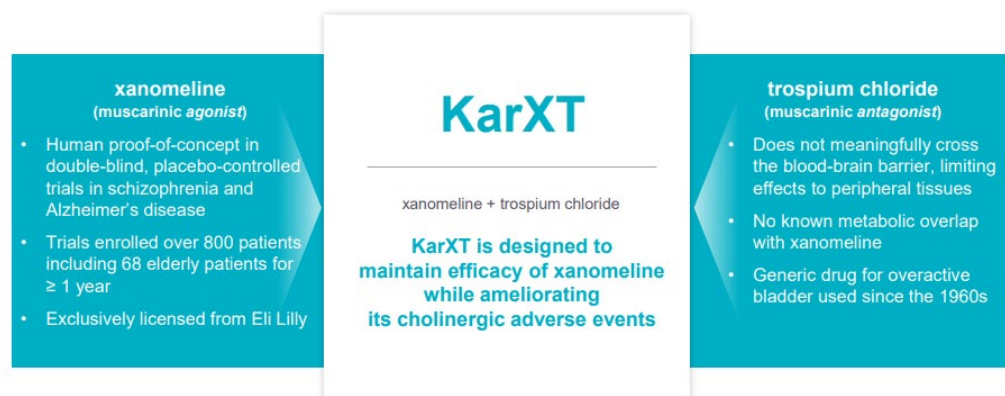 xanomeline
(muscarinic agonist)
• Human proof-of-concept in
double-blind, placebo-controlled
trials in schizophrenia and
Alzheimer's disease
• Trials enrolled over 800 patients
including 68 elderly patients for
≥ 1 year
• Exclusively licensed from Eli Lilly
KarXT
xanomeline + trospium chloride
KarXT is designed to
maintain efficacy of xanomeline
while ameliorating
its cholinergic adverse events
trospium chloride
(muscarinic antagonist)
• Does not meaningfully cross
the blood-brain barrier, limiting
effects to peripheral tissues
• No known metabolic overlap
with xanomeline
• Generic drug for overactive
bladder used since the 1960s